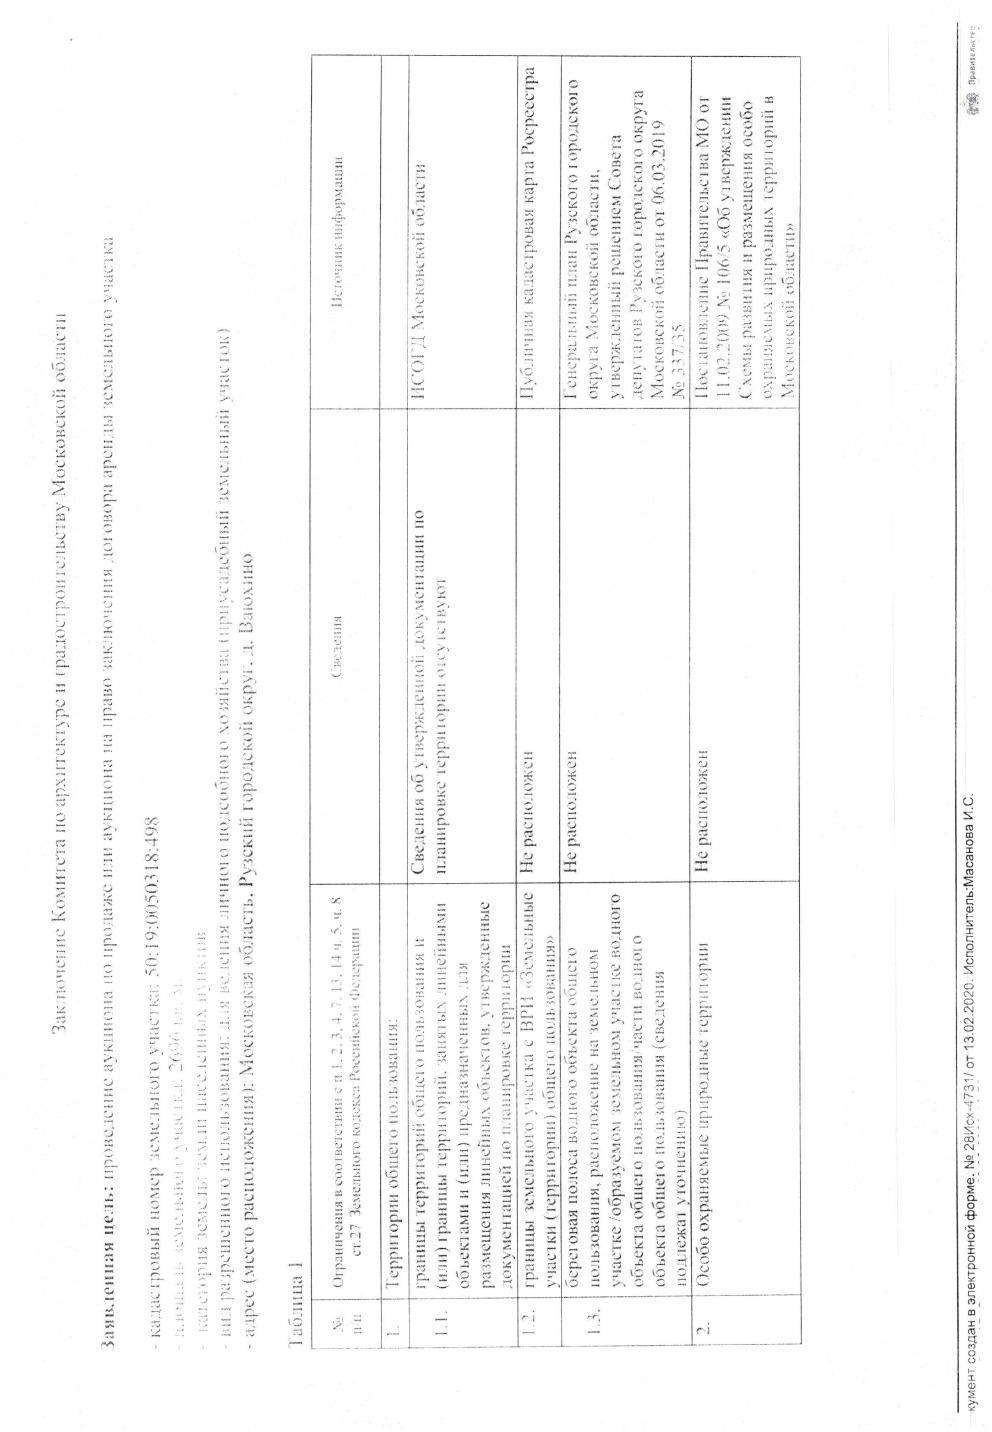 Заключение Комитета по архитектуре и градостроительству Московской области
Заявленная цель: проведение аукциона по продаже или аукциона на право заключения договора аренды земельного участка
- кадастровый номер земельного участка: 50:19:0050318:498
- площадь земельного участка:
- категория земель: земли населенных пунктов
- вид разрешенного использования: для ведения личного подсобного хозяйства (приусадебный земельный участок)
- адрес (место расположения): Московская область, Рузский городской округ, д.
Таблица 1
№
п/п
Ограничения в соответствии с п.1, 2, 3, 4, 7, 13, 14 ч. 5, ч. 8
ст.27 Земельного кодекса Российской Федерации
Сведения
Источник информации
1.
Территории общего пользования:
1.1.
границы территорий общего пользования и
(или) границы территорий, занятых линейными
объектами и (или) предназначенных для
размещения линейных объектов, утвержденные
документацией по планировке территории
Сведения об утвержденной документации по
планировке территории отсутствуют
ИСОГД Московской области
1.2.
границы земельного участка с ВРИ «Земельные
участки (территории) общего пользования»
Не расположен
Публичная кадастровая карта Росреестра
1.3.
береговая полоса водного объекта общего
пользования, расположение на земельном
участке /образуемом земельном участке водного
объекта общего пользования/части водного
объекта общего пользования (сведения
подлежат уточнению)
Не расположен
Генеральный план Рузского городского
округа Московской области,
утвержденный решением Совета
депутатов Рузского городского округа
Московской области от 06.03.2019
№ 337/35
2.
Особо охраняемые природные территории
Не расположен
Постановление Правительства МО от
11.02.2009 № 106/5 «Об утверждении
Схемы развития и размещения особо
охраняемых природных территорий в
Московской области»
кумент создан в электронной форме. № 28Исх-4731/ от 13.02.2020. Исполнитель:Масанова И.С.
Правительство